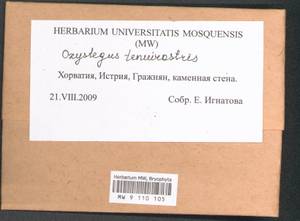 HERBARIUM UNIVERSITATIS MOSQUENSIS
(MW)
Oxystegus tenuirostris
Хорватия, Истрия, Гражнян, каменная стена.
21.VIII.2009 Собр. Е. Игнатова
Herbarium MW, Bryophyta
MW 9 110 105